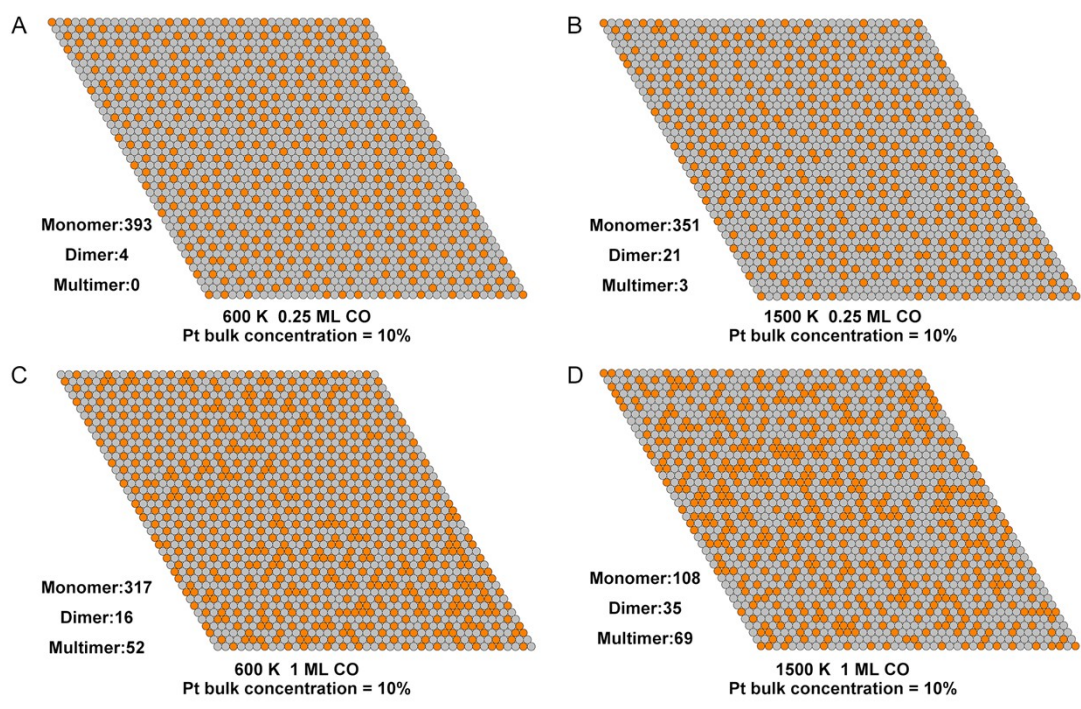 A
Monomer:393
Dimer:4
Multimer:0
600 K 0.25 ML CO
Pt bulk concentration = 10%
B
Monomer:351
Dimer:21
Multimer:3
1500 K 0.25 ML CO
Pt bulk concentration = 10%
C
Monomer:317
Dimer:16
Multimer:52
600 K 1 ML CO
Pt bulk concentration = 10%
D
Monomer:108
Dimer:35
Multimer:69
1500 K 1 ML CO
Pt bulk concentration = 10%